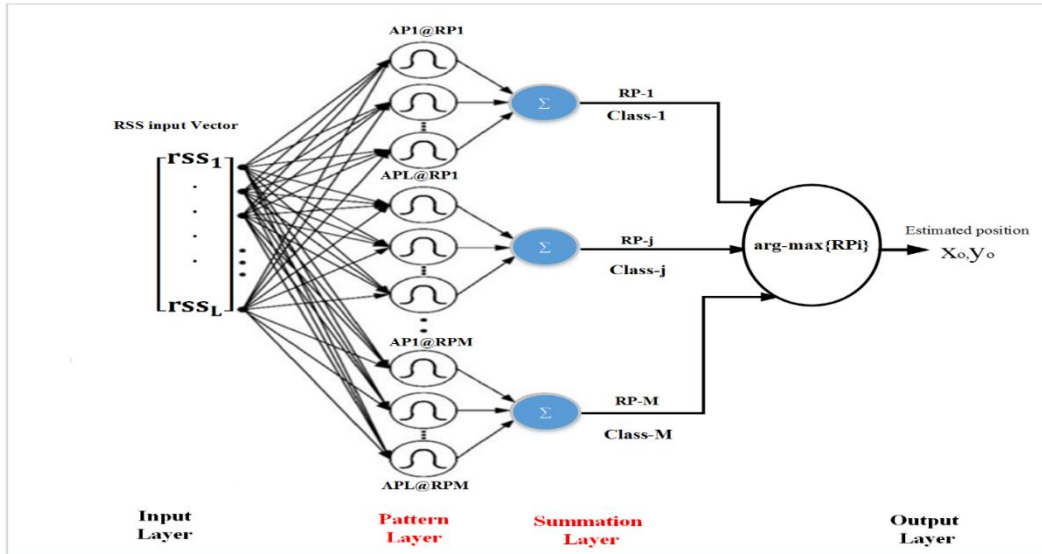 AP1@RP1
RSS input Vector
rss1
rssL
APL@RP1
AP1@RPM
APL@RPM
Σ
Σ
Σ
RP-1
Class-1
RP-j
Class-j
RP-M
Class-M
arg-max{RPi}
Estimated position
xo,yo
Input
Layer
Pattern
Layer
Summation
Layer
Output
Layer